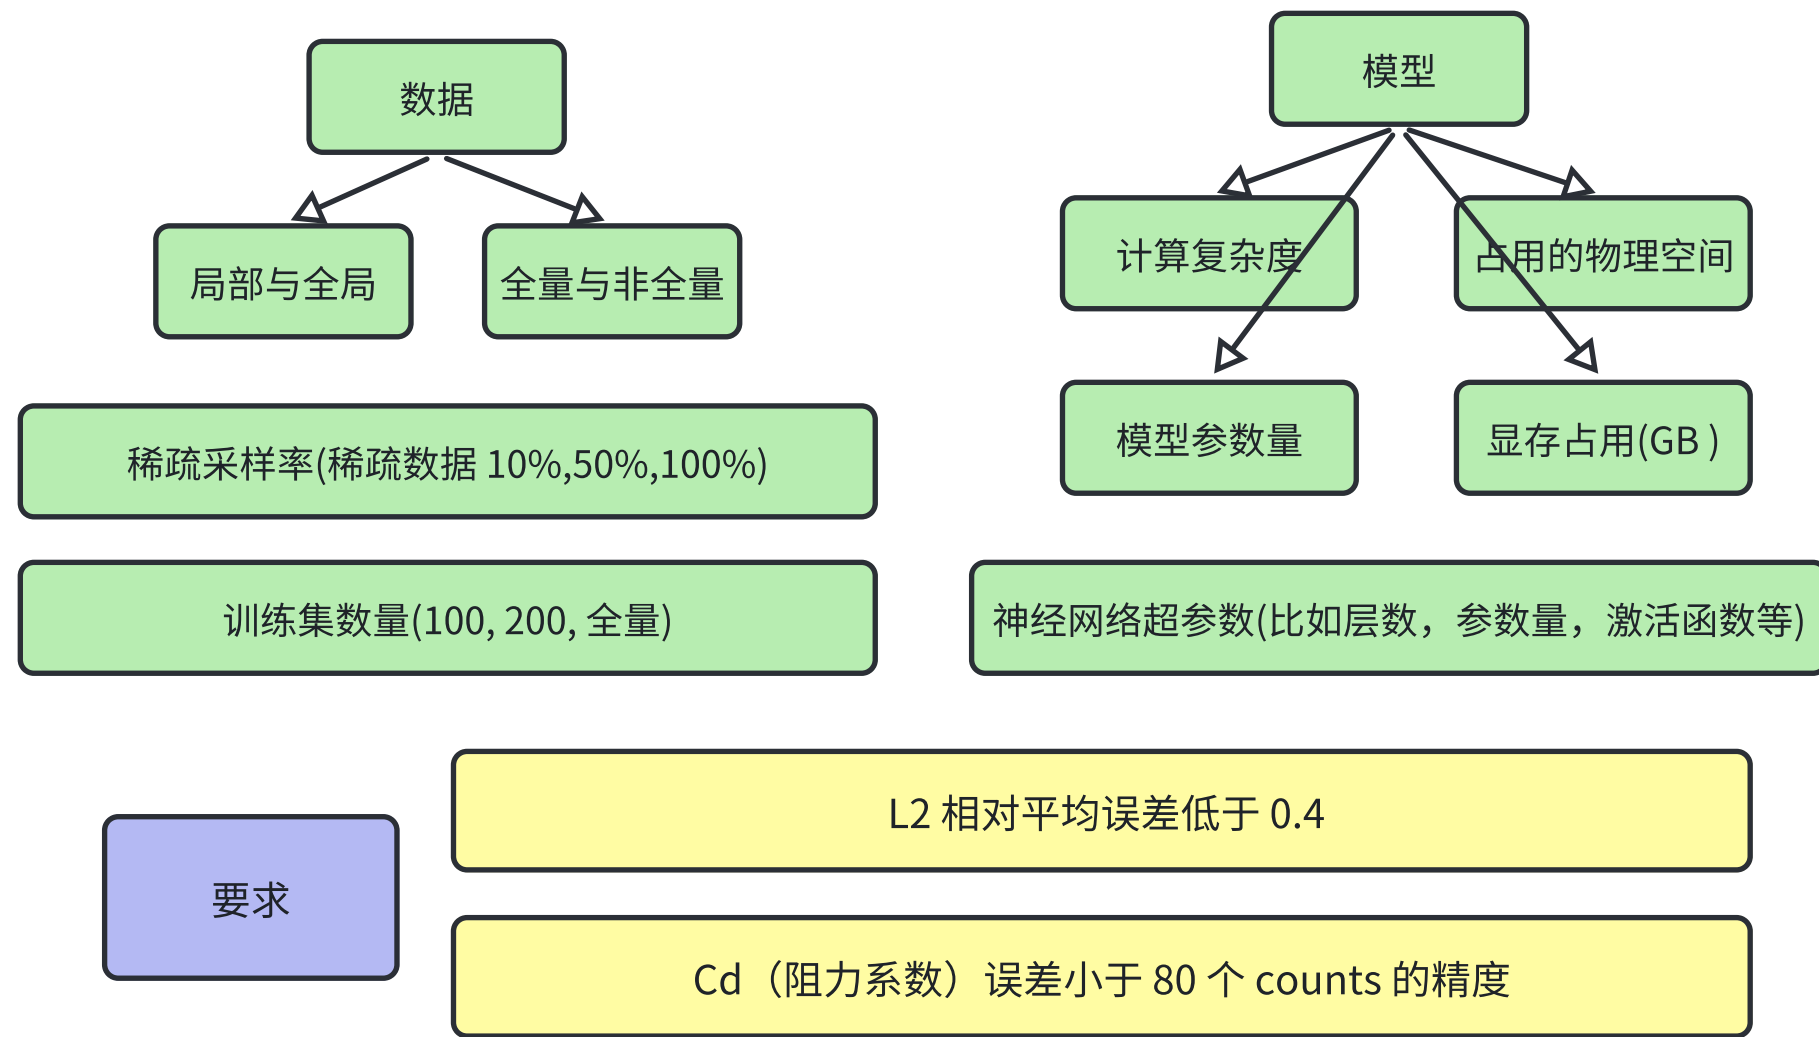 数据
局部与全局
全量与非全量
稀疏采样率(稀疏数据 10%,50%,100%)
训练集数量(100, 200, 全量)
模型
计算复杂度
占用的物理空间
模型参数量
显存占用(GB )
神经网络超参数(比如层数，参数量，激活函数等)
要求
L2 相对平均误差低于 0.4
Cd（阻力系数）误差小于 80 个 counts 的精度